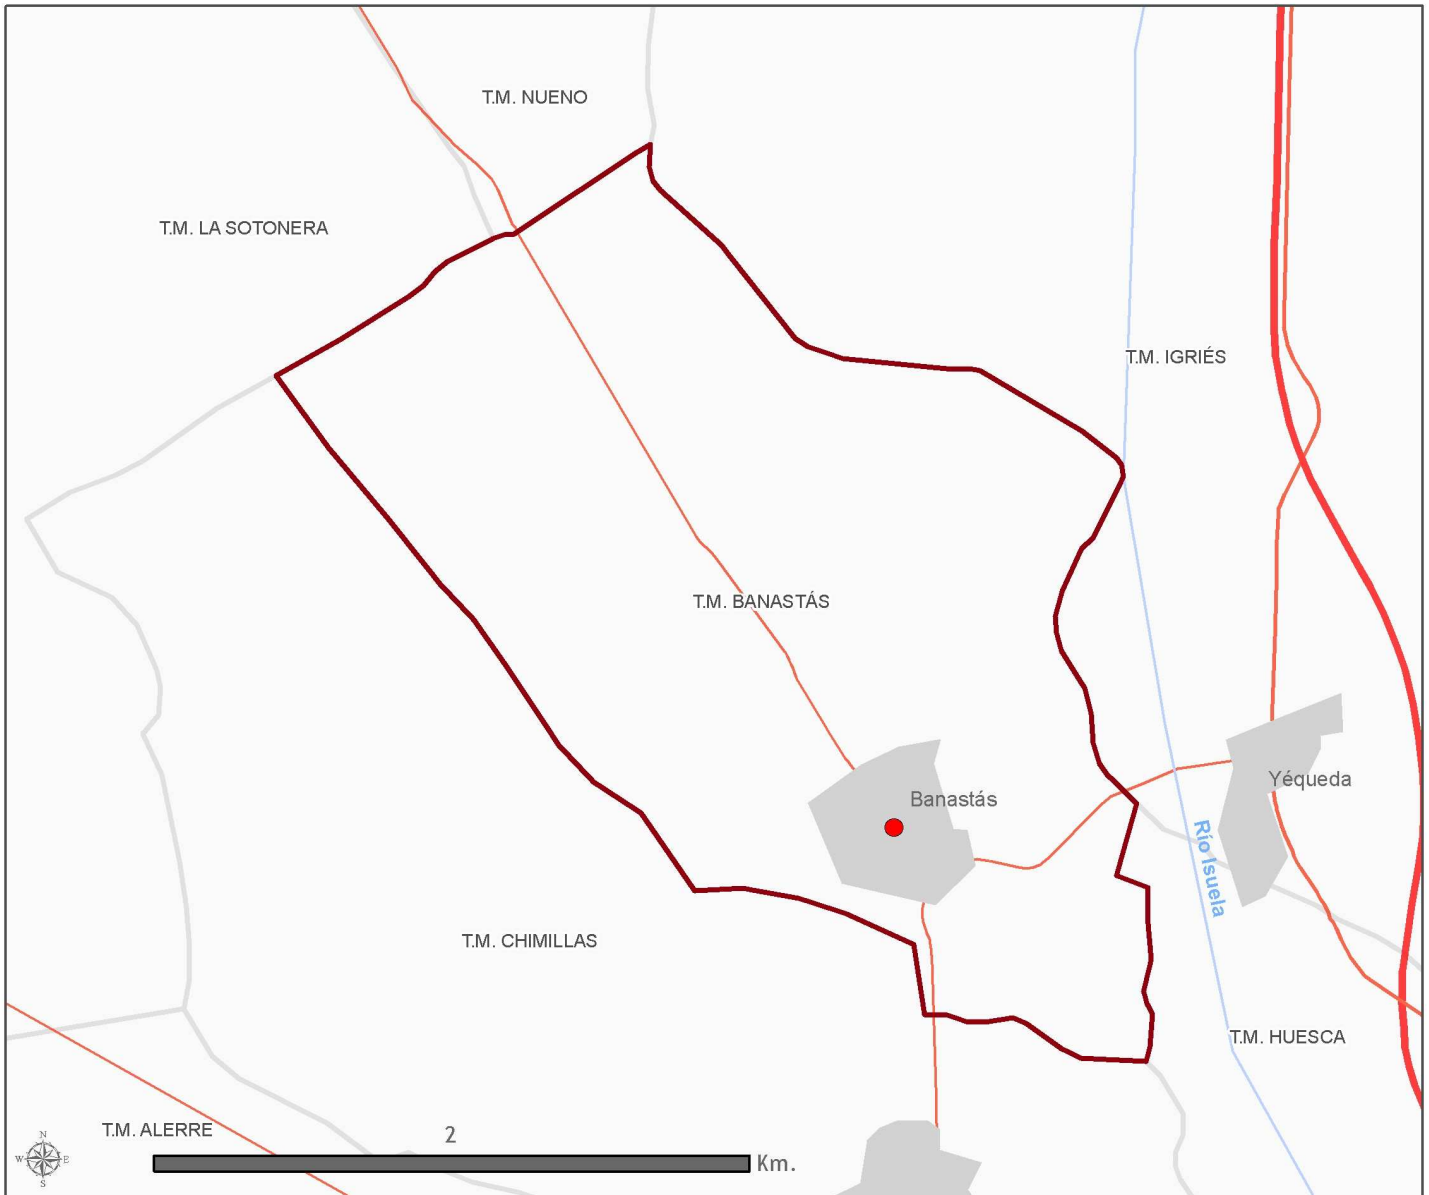 T.M. NUENO
T.M. LA SOTONERA
T.M. IGRIÉS
T.M. BANASTÁS
Yéqueda
Banastás
Río Isuela
T.M. CHIMILLAS
T.M. HUESCA
T.M. ALERRE
2
Km.
N
W E
S